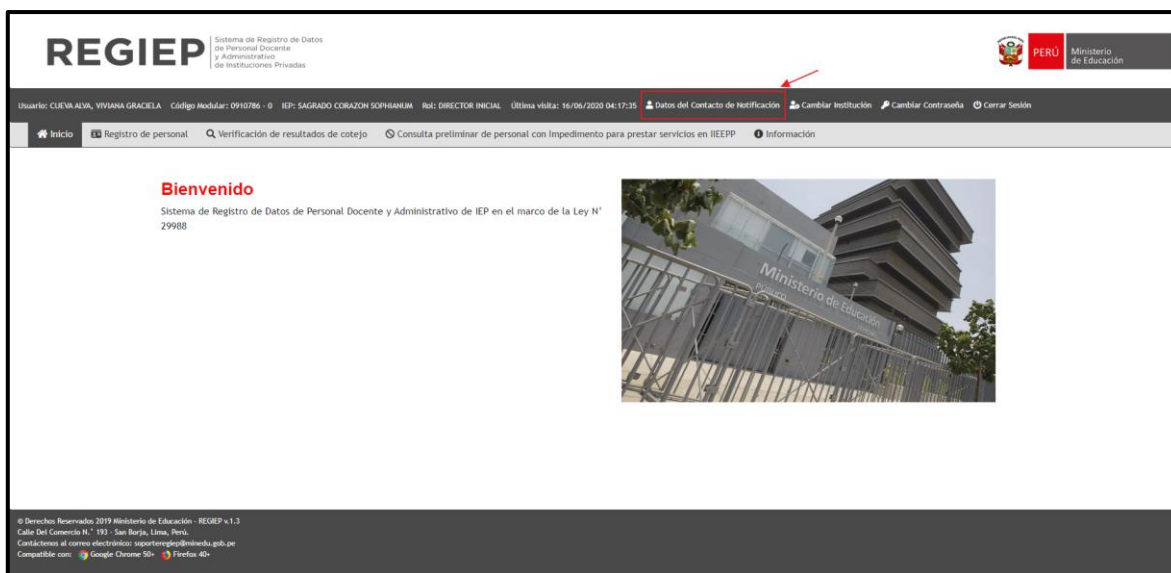 REGIEP
Sistema de Registro de Datos
de Personal Docente
y Administrativo
de Instituciones Privadas
PERÚ
Ministerio
de Educación
Usuario: CUEVA ALVA, VIVIANA GRACIELA Código Modular: 0910786 - 0 IEP: SAGRADO CORAZON SOPHIANUM Rol: DIRECTOR INICIAL Última visita: 16/06/2020 04:17:35 Datos del Contacto de Notificación Cambiar Institución Cambiar Contraseña Cerrar Sesión
Inicio Registro de personal Verificación de resultados de cotejo Consulta preliminar de personal con Impedimento para prestar servicios en IIEEPP Información
Bienvenido
Sistema de Registro de Datos de Personal Docente y Administrativo de IEP en el marco de la Ley N°
29988
Ministerio de Educación
© Derechos Reservados 2019 Ministerio de Educación - REGIEP v.1.3
Calle Del Comercio N.° 193 - San Borja, Lima, Perú.
Contáctenos al correo electrónico: soporteregiep@minedu.gob.pe
Compatible con: Google Chrome 50+ Firefox 40+